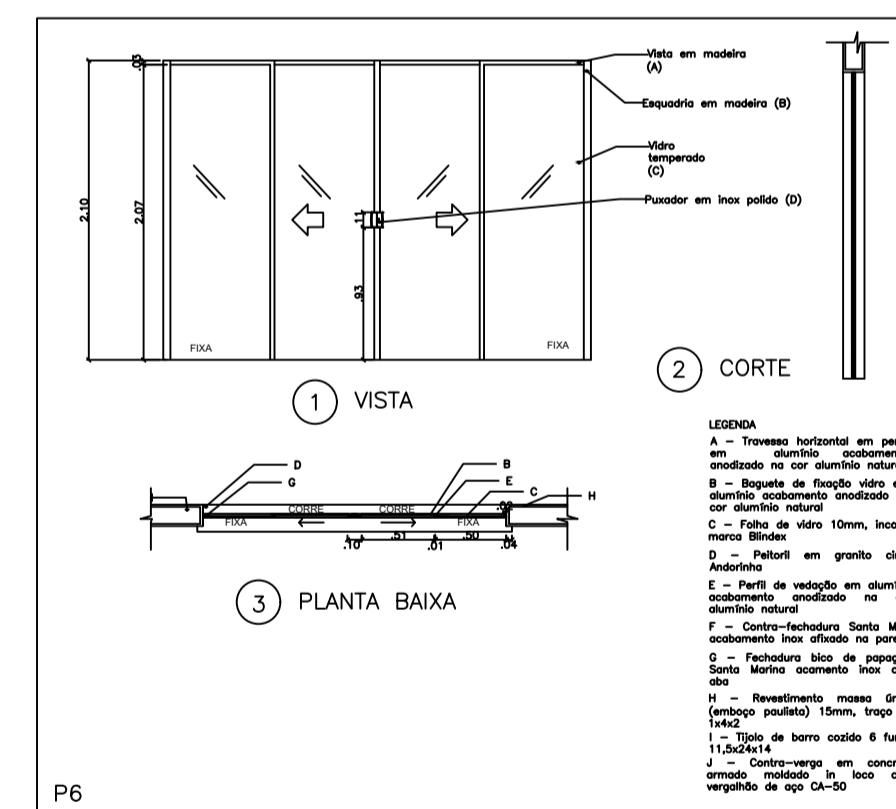 .03
2.10
2.07
.11
.93
FIXA
FIXA
Vista em madeira
(A)
Esquadria em madeira (B)
Vidro
temperado
(C)
Puxador em inox polido (D)
1 VISTA
2 CORTE
D
G
B
E
C
H
CORRE
CORRE
FIXA
FIXA
.02
.10
.51
.01
.50
.04
3 PLANTA BAIXA
LEGENDA
A – Travessa horizontal em
em alumínio
anodizado na cor alumínio
B – Baguete de fixação vidro
alumínio acabamento anodizado
cor alumínio natural
C – Folha de vidro 10mm,
marca Blindex
D – Peitoril em granito
Andorinha
E – Perfil de vedação em
acabamento anodizado na
alumínio natural
F – Contra-fechadura Santa
acabamento inox afixado na
G – Fechadura bico de
Santa Marina acamento inox
aba
H – Revestimento massa
(emboço paulista) 15mm, traço
1x4x2
I – Tijolo de barro cozido 6
11,5x24x14
J – Contra-verga em
armado moldado in loco
vergalhão de aço CA-50
P6